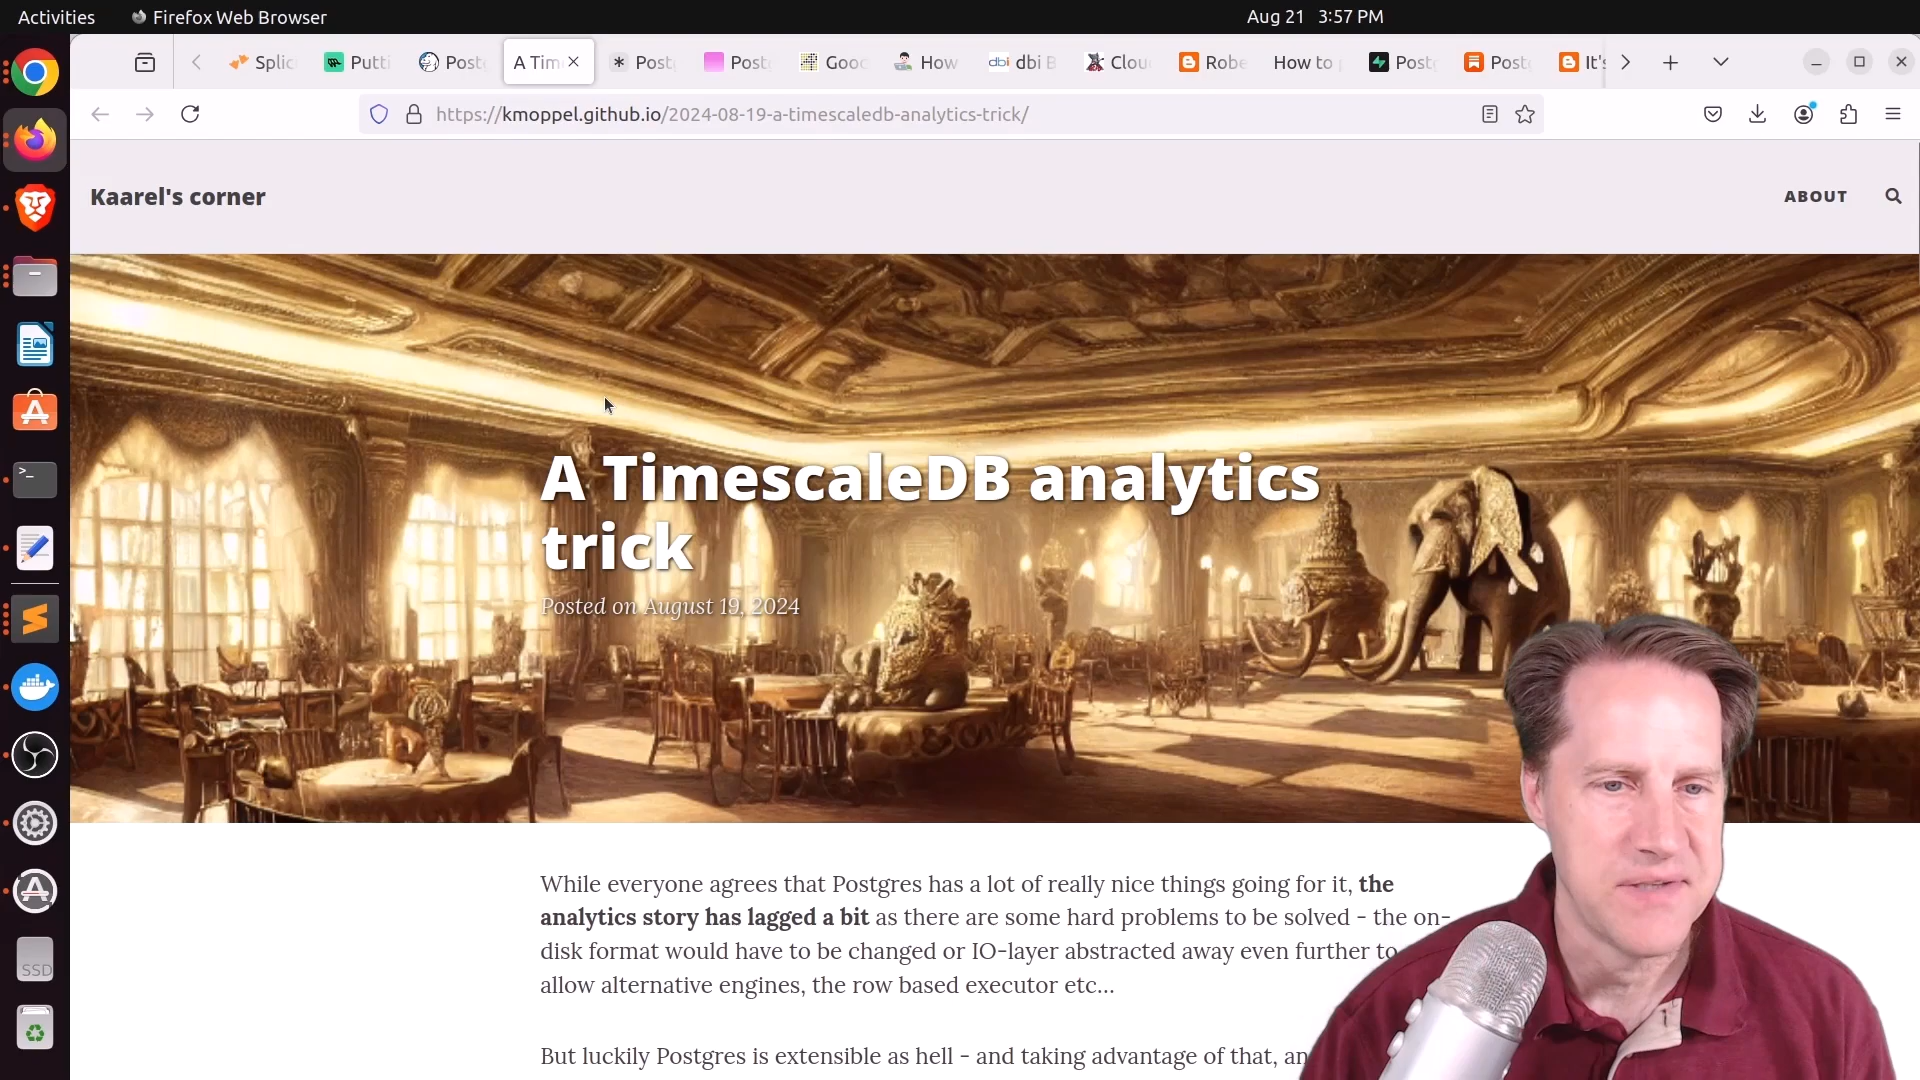 Activities
Firefox Web Browser
Aug 21 3:57 PM
Splic
Putti
Post
A Tim
Post
Post
Goog
How
dbi dbi B
Clou
Robe
How to
Post
Post
It's
https://kmoppel.github.io/2024-08-19-a-timescaledb-analytics-trick/
Kaarel's corner
ABOUT
A TimescaleDB analytics
trick
Posted on August 19, 2024
While everyone agrees that Postgres has a lot of really nice things going for it, the
analytics story has lagged a bit as there are some hard problems to be solved - the on-
disk format would have to be changed or IO-layer abstracted away even further to
allow alternative engines, the row based executor etc…
But luckily Postgres is extensible as hell - and taking advantage of that, an
SSD